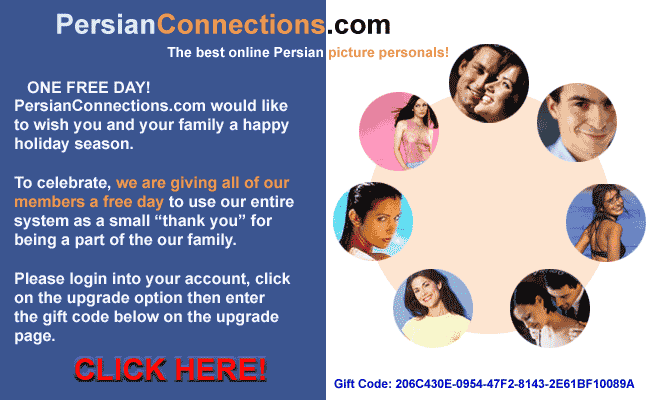 PersianConnections.com
The best online Persian picture personals!
ONE FREE DAY!
PersianConnections.com would like
to wish you and your family a happy
holiday season.
To celebrate, we are giving all of our
members a free day to use our entire
system as a small “thank you” for
being a part of the our family.
Please login into your account, click
on the upgrade option then enter
the gift code below on the upgrade
page.
CLICK HERE!
Gift Code: 206C430E-0954-47F2-8143-2E61BF10089A